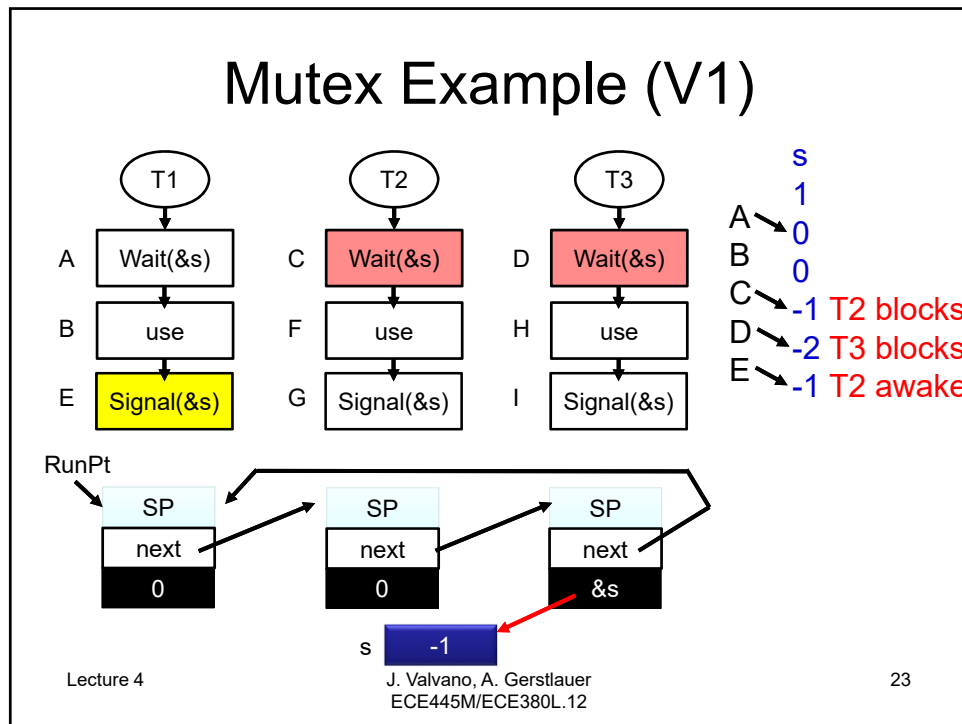 Mutex Example (V1)
T1 T2 T3
A Wait(&s) C Wait(&s) D Wait(&s)
B use F use H use
E Signal(&s) G Signal(&s) I Signal(&s)
s
1
A 0
B 0
C -1 T2 blocks
D -2 T3 blocks
E -1 T2 awake
RunPt
SP SP SP
next next next
0 0 &s
s -1
Lecture 4
J. Valvano, A. Gerstlauer
ECE445M/ECE380L.12
23